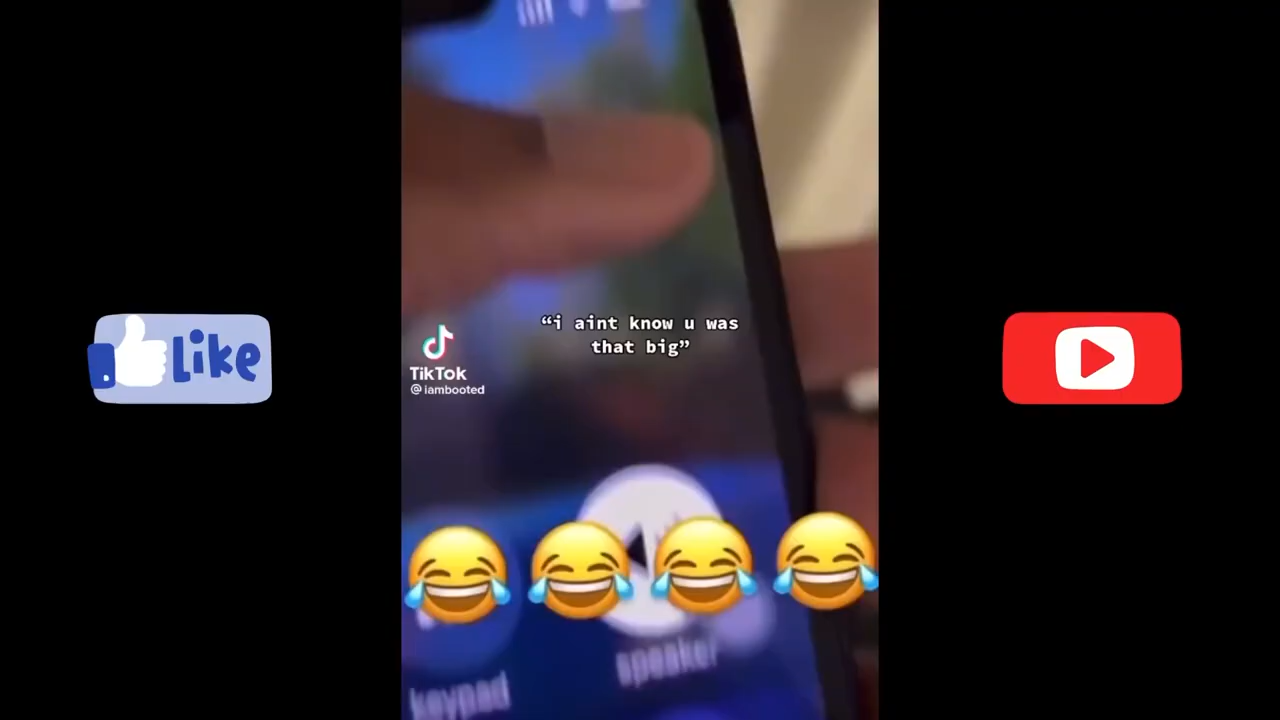 Like
“i aint know u was
that big”
TikTok
@iambooted
speaker
keypad